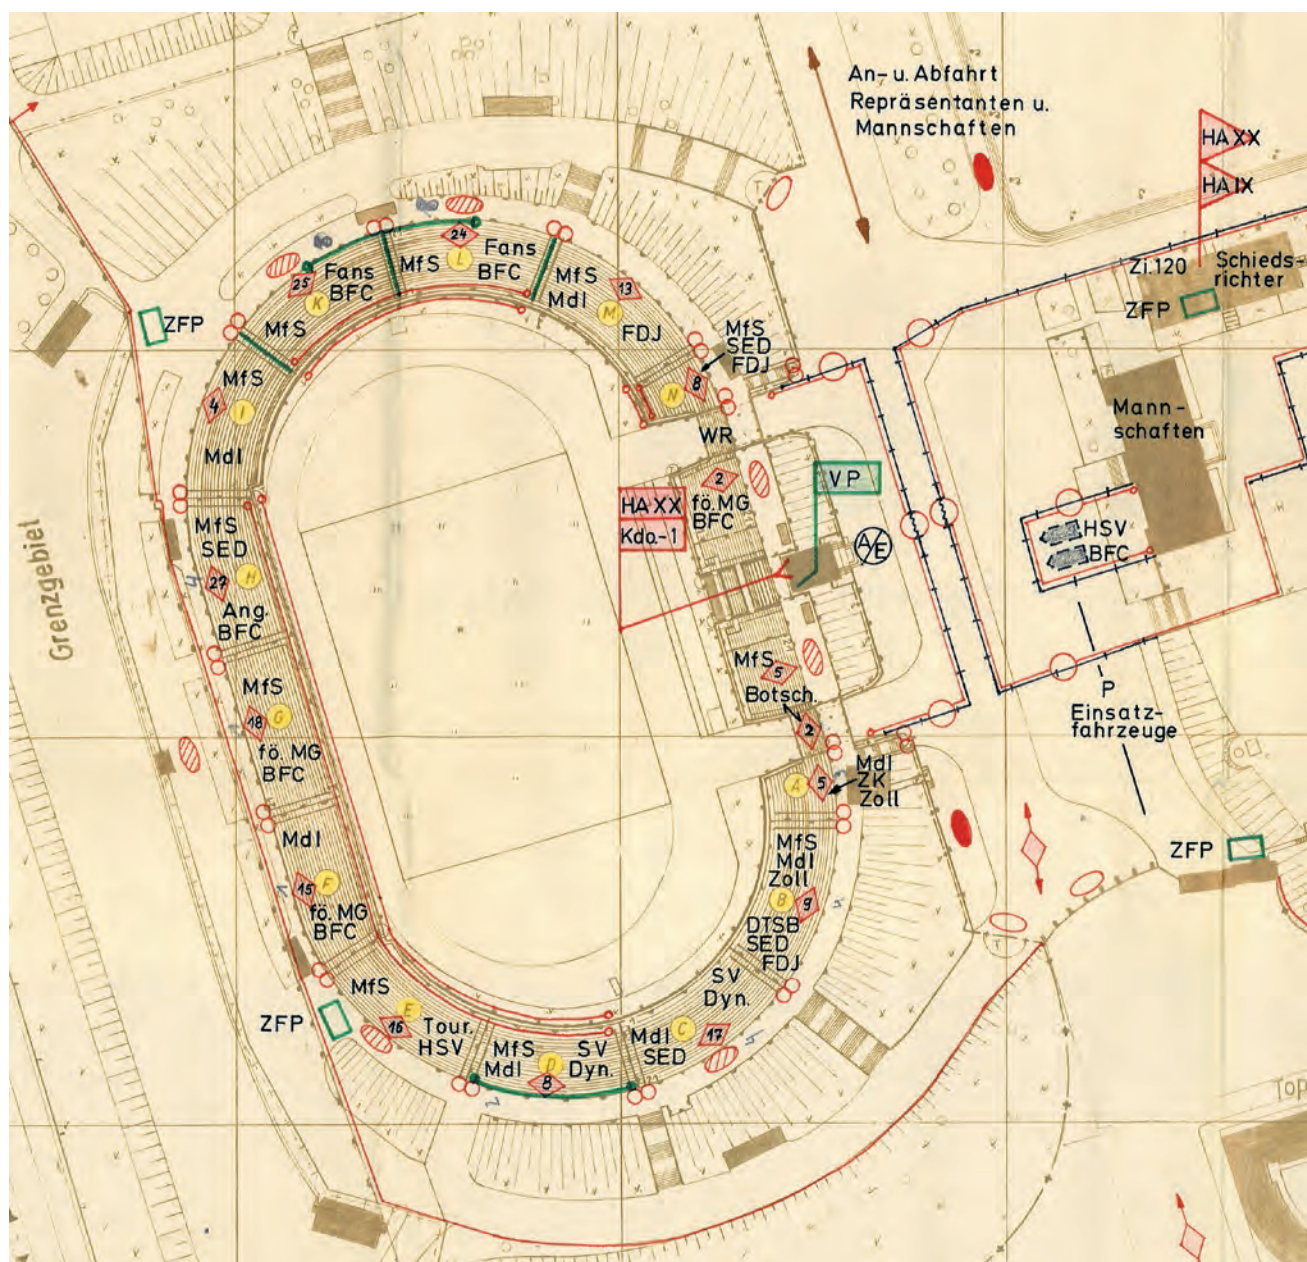 An- u. Abfahrt
Repräsentanten u.
Mannschaften
HA XX
HA IX
Zi.120
Schieds-
richter
ZFP
ZFP
24
Fans
BFC
L
MfS
25
Fans
BFC
K
MfS
MfS
MdI
13
M
FDJ
MfS
SED
FDJ
8
N
WR
MfS
4
I
MdI
Mann-
schaften
2
fö. MG
BFC
HA XX
Kdo.-1
VP
A/E
HSV
BFC
MfS
SED
27
H
Ang.
BFC
4
Grenzgebiet
MfS
5
Botsch.
2
P
Einsatz-
fahrzeuge
MfS
18
G
fö. MG
BFC
A
5
MdI
ZK
Zoll
MdI
15
F
fö. MG
BFC
1
MfS
MdI
Zoll
B
9
DTSB
SED
FDJ
ZFP
MfS
E
16
Tour.
HSV
ZFP
SV
Dyn.
C
MdI
SED
17
MfS
MdI
D
SV
Dyn.
8
2
Top